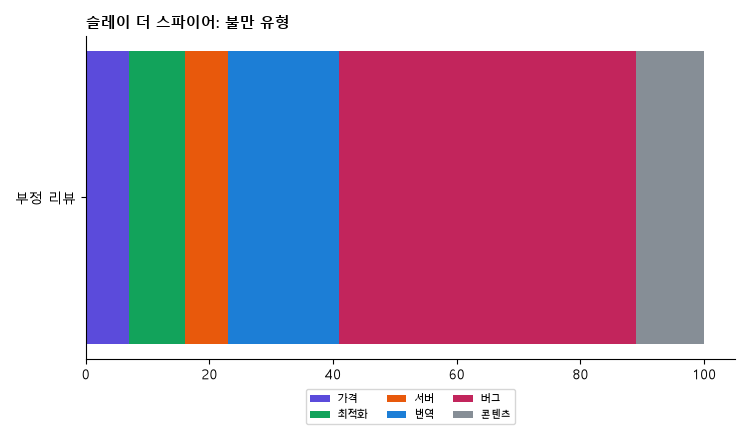 슬레이 더 스파이어: 불만 유형
부정 리뷰
0 20 40 60 80 100
가격 서버 버그
최적화 번역 콘텐츠